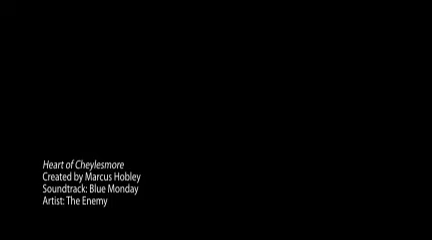 Heart of Cheylesmore
Created by Marcus Hobley
Soundtrack: Blue Monday
Artist: The Enemy